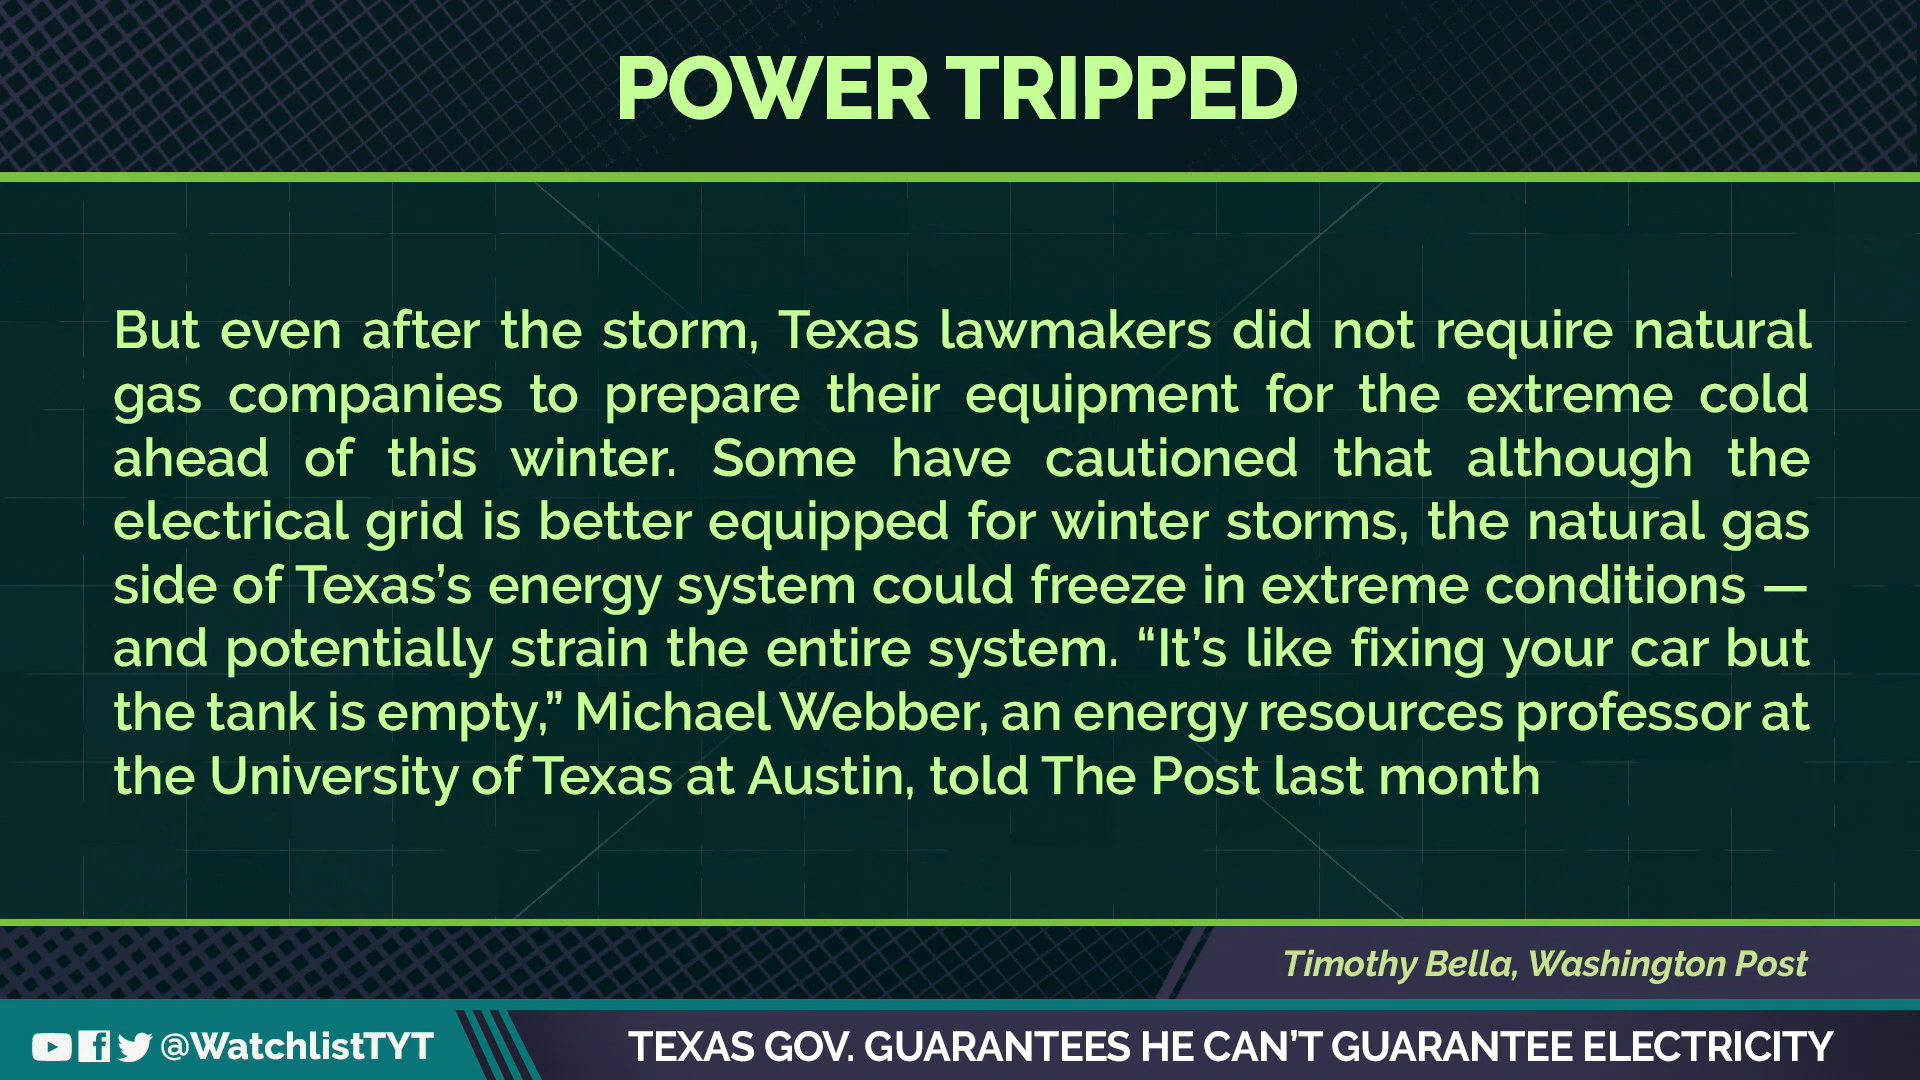 POWER TRIPPED
But even after the storm, Texas lawmakers did not require natural
gas companies to prepare their equipment for the extreme cold
ahead of this winter. Some have cautioned that although the
electrical grid is better equipped for winter storms, the natural gas
side of Texas’s energy system could freeze in extreme conditions —
and potentially strain the entire system. “It’s like fixing your car but
the tank is empty,” Michael Webber, an energy resources professor at
the University of Texas at Austin, told The Post last month
Timothy Bella, Washington Post
@WatchlistTYT
TEXAS GOV. GUARANTEES HE CAN’T GUARANTEE ELECTRICITY